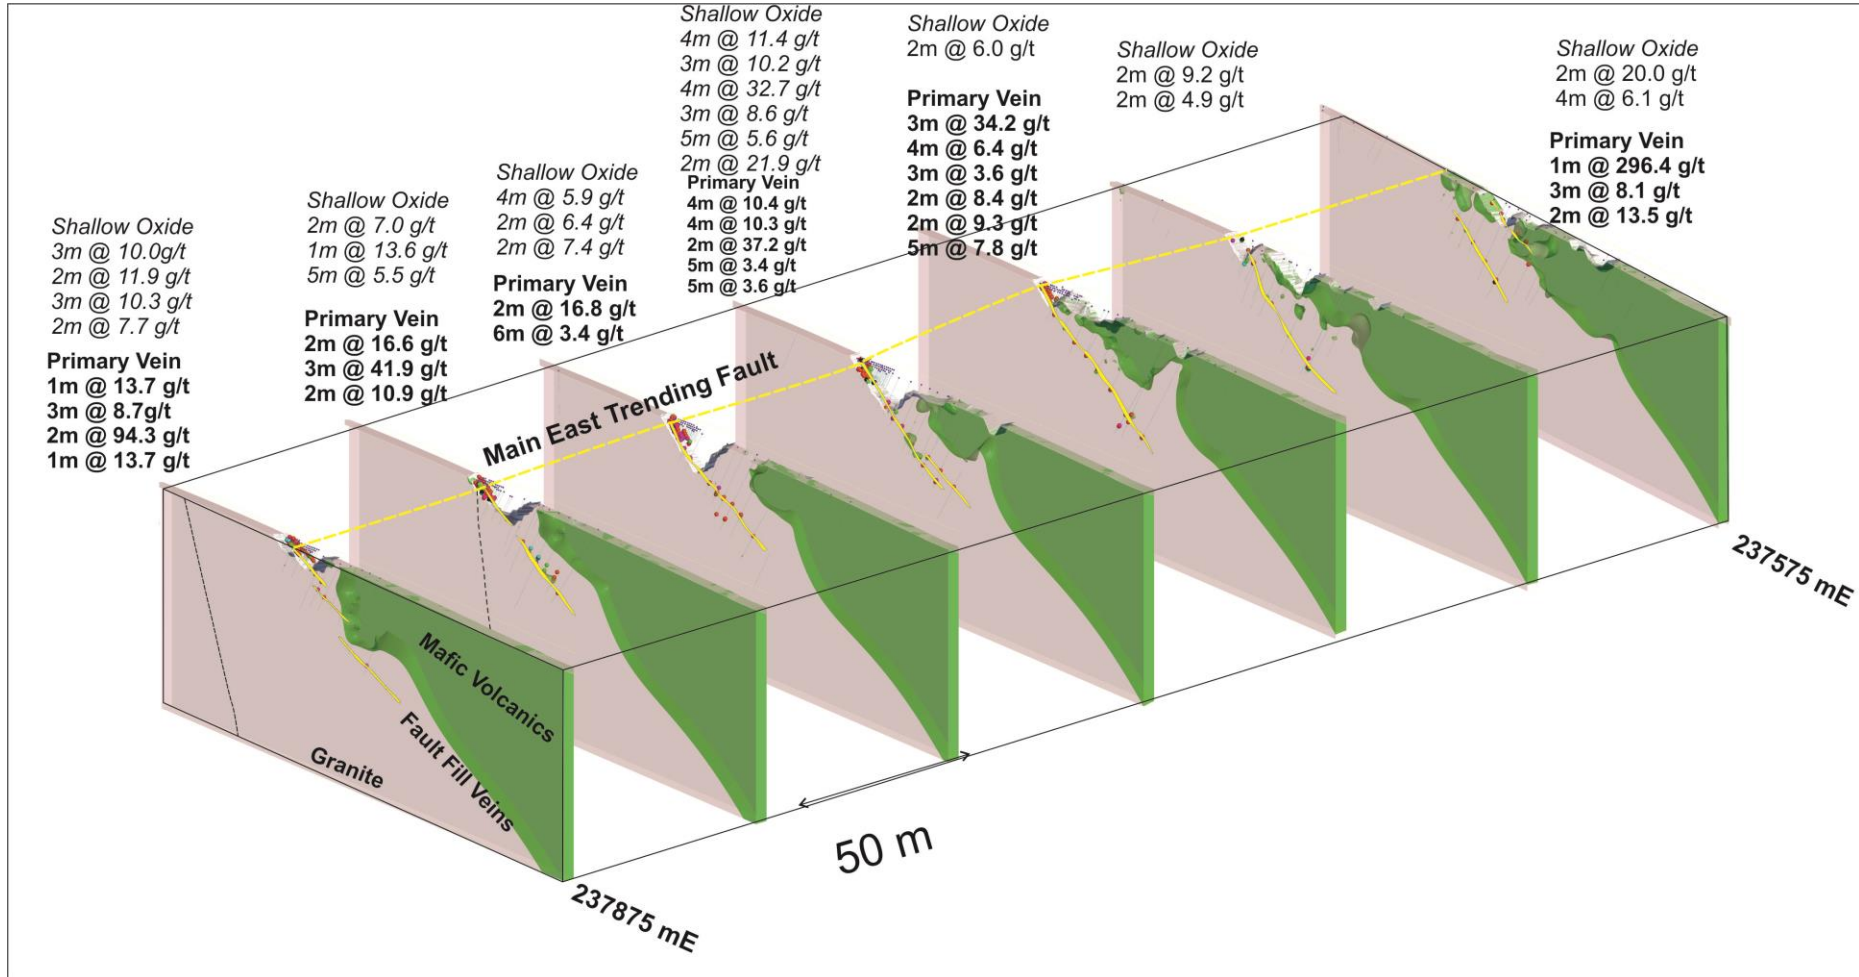 Shallow Oxide
3m @ 10.0g/t
2m @ 11.9 g/t
3m @ 10.3 g/t
2m @ 7.7 g/t
Primary Vein
1m @ 13.7 g/t
3m @ 8.7g/t
2m @ 94.3 g/t
1m @ 13.7 g/t
Shallow Oxide
2m @ 7.0 g/t
1m @ 13.6 g/t
5m @ 5.5 g/t
Primary Vein
2m @ 16.6 g/t
3m @ 41.9 g/t
2m @ 10.9 g/t
Shallow Oxide
4m @ 5.9 g/t
2m @ 6.4 g/t
2m @ 7.4 g/t
Primary Vein
2m @ 16.8 g/t
6m @ 3.4 g/t
Shallow Oxide
4m @ 11.4 g/t
3m @ 10.2 g/t
4m @ 32.7 g/t
3m @ 8.6 g/t
5m @ 5.6 g/t
2m @ 21.9 g/t
Primary Vein
4m @ 10.4 g/t
4m @ 10.3 g/t
2m @ 37.2 g/t
5m @ 3.4 g/t
5m @ 3.6 g/t
Shallow Oxide
2m @ 6.0 g/t
Primary Vein
3m @ 34.2 g/t
4m @ 6.4 g/t
3m @ 3.6 g/t
2m @ 8.4 g/t
2m @ 9.3 g/t
5m @ 7.8 g/t
Shallow Oxide
2m @ 9.2 g/t
2m @ 4.9 g/t
Shallow Oxide
2m @ 20.0 g/t
4m @ 6.1 g/t
Primary Vein
1m @ 296.4 g/t
3m @ 8.1 g/t
2m @ 13.5 g/t
Main East Trending Fault
Mafic Volcanics
Fault Fill Veins
Granite
50 m
237875 mE
237575 mE